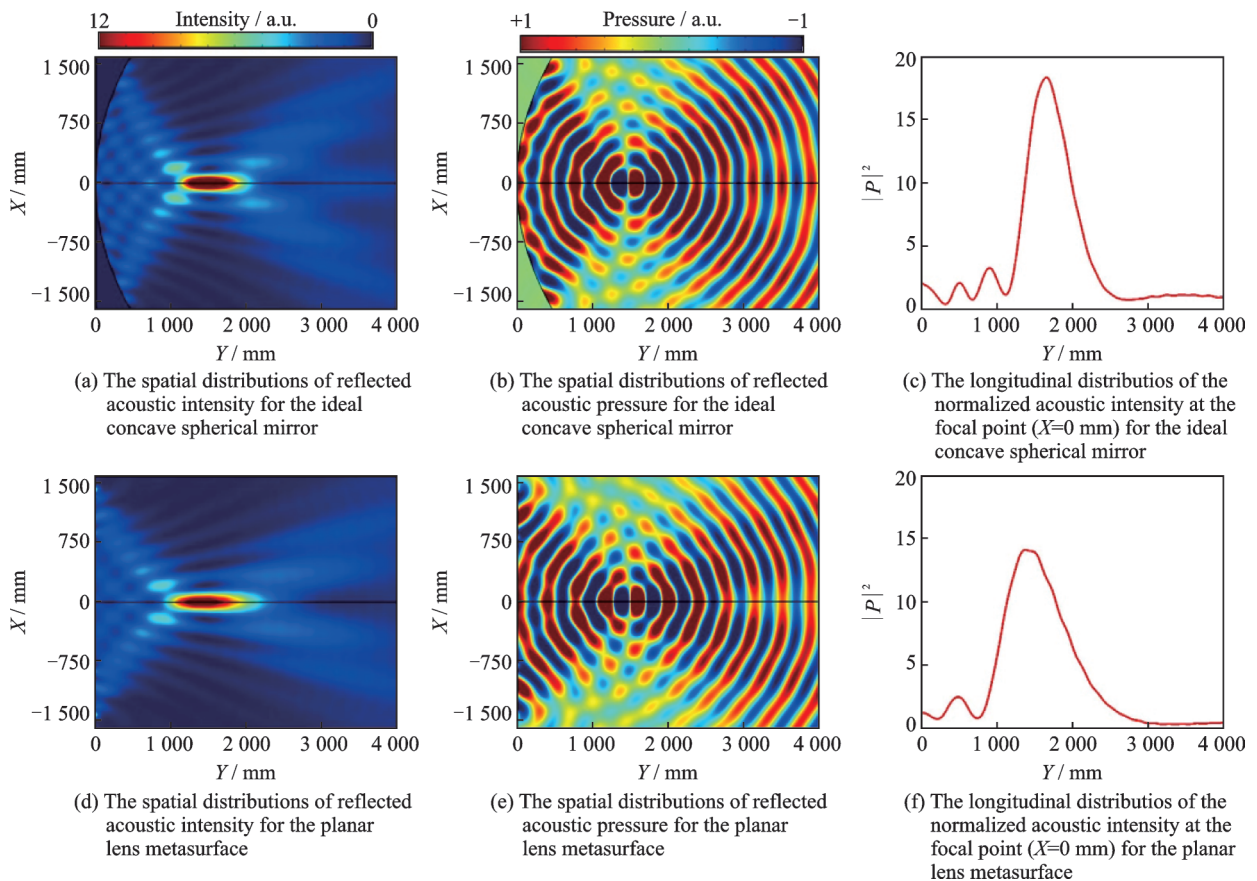 Intensity / a.u.
12
0
X / mm
1 500
750
0
−750
−1 500
0
1 000
2 000
3 000
4 000
Y / mm
(a) The spatial distributions of reflected
acoustic intensity for the ideal
concave spherical mirror
Pressure / a.u.
+1
−1
X / mm
1 500
750
0
−750
−1 500
0
1 000
2 000
3 000
4 000
Y / mm
(b) The spatial distributions of reflected
acoustic pressure for the ideal
concave spherical mirror
|P|²
20
15
10
5
0
0
1 000
2 000
3 000
4 000
Y / mm
(c) The longitudinal distributios of the
normalized acoustic intensity at the
focal point (X=0 mm) for the ideal
concave spherical mirror
X / mm
1 500
750
0
−750
−1 500
0
1 000
2 000
3 000
4 000
Y / mm
(d) The spatial distributions of reflected
acoustic intensity for the planar
lens metasurface
X / mm
1 500
750
0
−750
−1 500
0
1 000
2 000
3 000
4 000
Y / mm
(e) The spatial distributions of reflected
acoustic pressure for the planar
lens metasurface
|P|²
20
15
10
5
0
0
1 000
2 000
3 000
4 000
Y / mm
(f) The longitudinal distributios of the
normalized acoustic intensity at the
focal point (X=0 mm) for the planar
lens metasurface